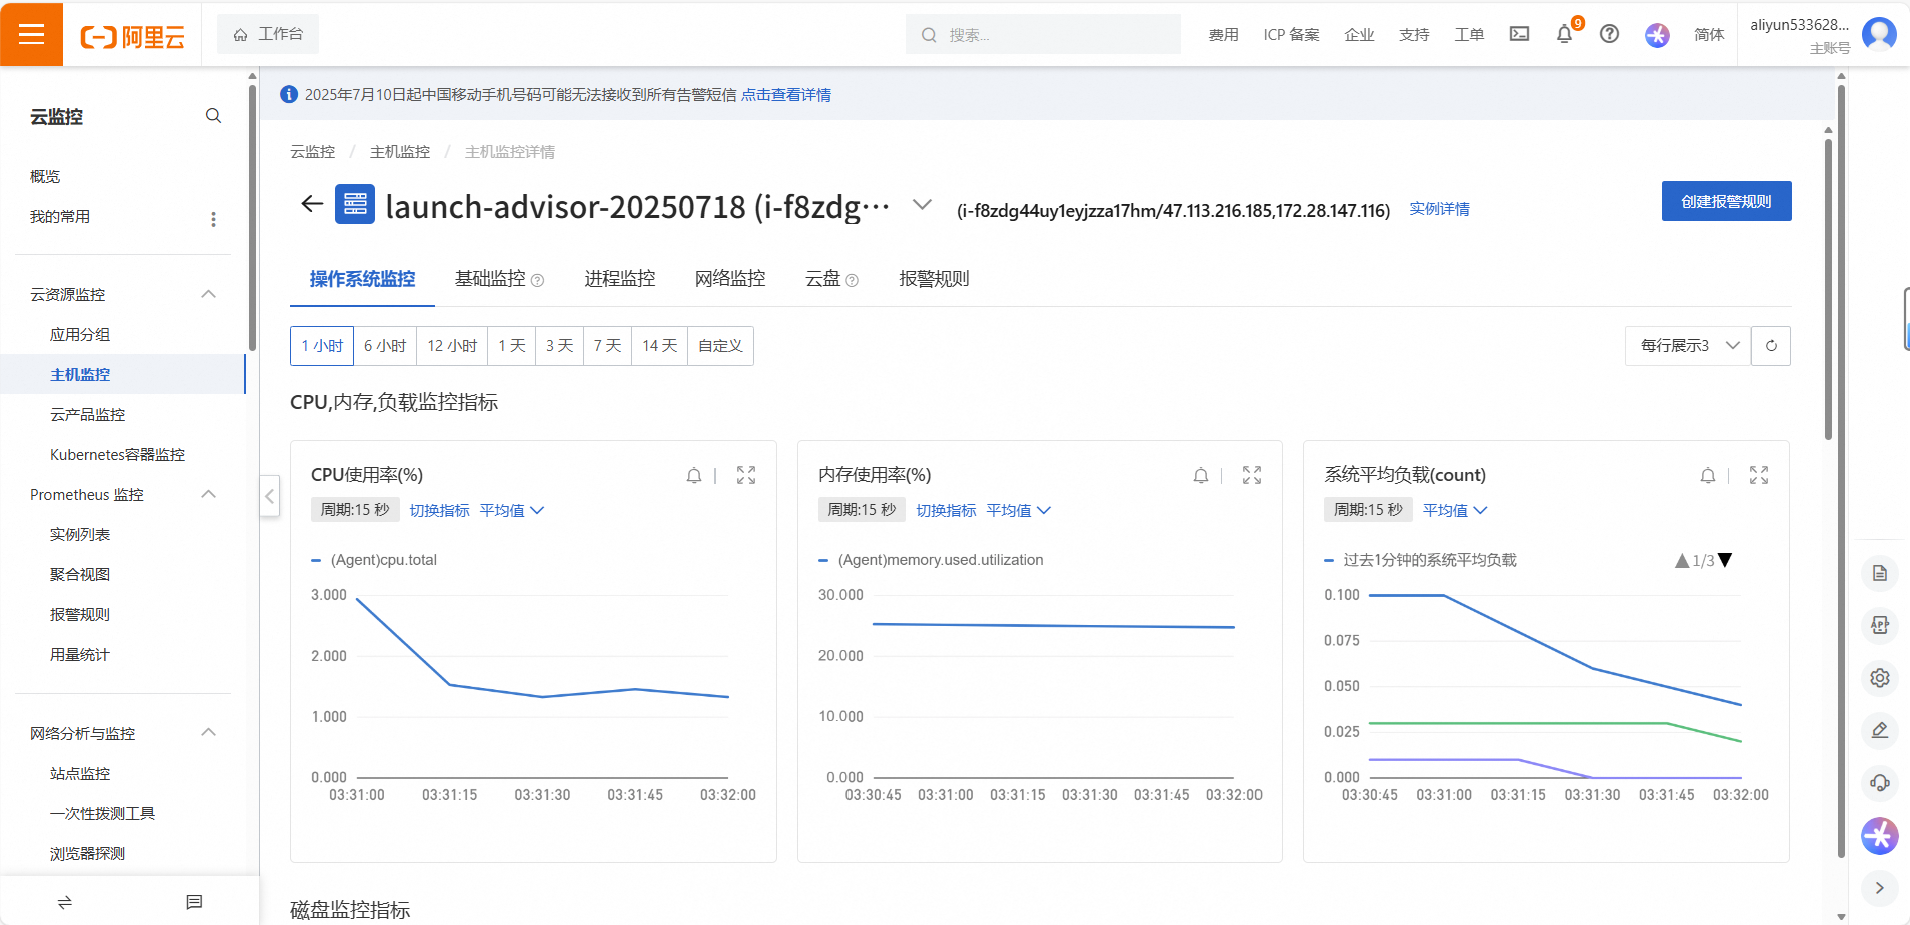 阿里云
工作台
搜索...
费用
ICP 备案
企业
支持
工单
9
简体
aliyun533628...
主账号
云监控
概览
我的常用
云资源监控
应用分组
主机监控
云产品监控
Kubernetes容器监控
Prometheus 监控
实例列表
聚合视图
报警规则
用量统计
网络分析与监控
站点监控
一次性拨测工具
浏览器探测
2025年7月10日起中国移动手机号码可能无法接收到所有告警短信 点击查看详情
云监控 / 主机监控 / 主机监控详情
launch-advisor-20250718 (i-f8zdg···
(i-f8zdg44uy1eyjzza17hm/47.113.216.185,172.28.147.116) 实例详情
创建报警规则
操作系统监控 基础监控 进程监控 网络监控 云盘 报警规则
1 小时 6 小时 12 小时 1 天 3 天 7 天 14 天 自定义
每行展示3
CPU,内存,负载监控指标
CPU使用率(%)
周期:15 秒 切换指标 平均值
(Agent)cpu.total
3.000
2.000
1.000
0.000
03:31:00 03:31:15 03:31:30 03:31:45 03:32:00
内存使用率(%)
周期:15 秒 切换指标 平均值
(Agent)memory.used.utilization
30.000
20.000
10.000
0.000
03:30:45 03:31:00 03:31:15 03:31:30 03:31:45 03:32:00
系统平均负载(count)
周期:15 秒 平均值
过去1分钟的系统平均负载 ▲1/3▼
0.100
0.075
0.050
0.025
0.000
03:30:45 03:31:00 03:31:15 03:31:30 03:31:45 03:32:00
磁盘监控指标
APP